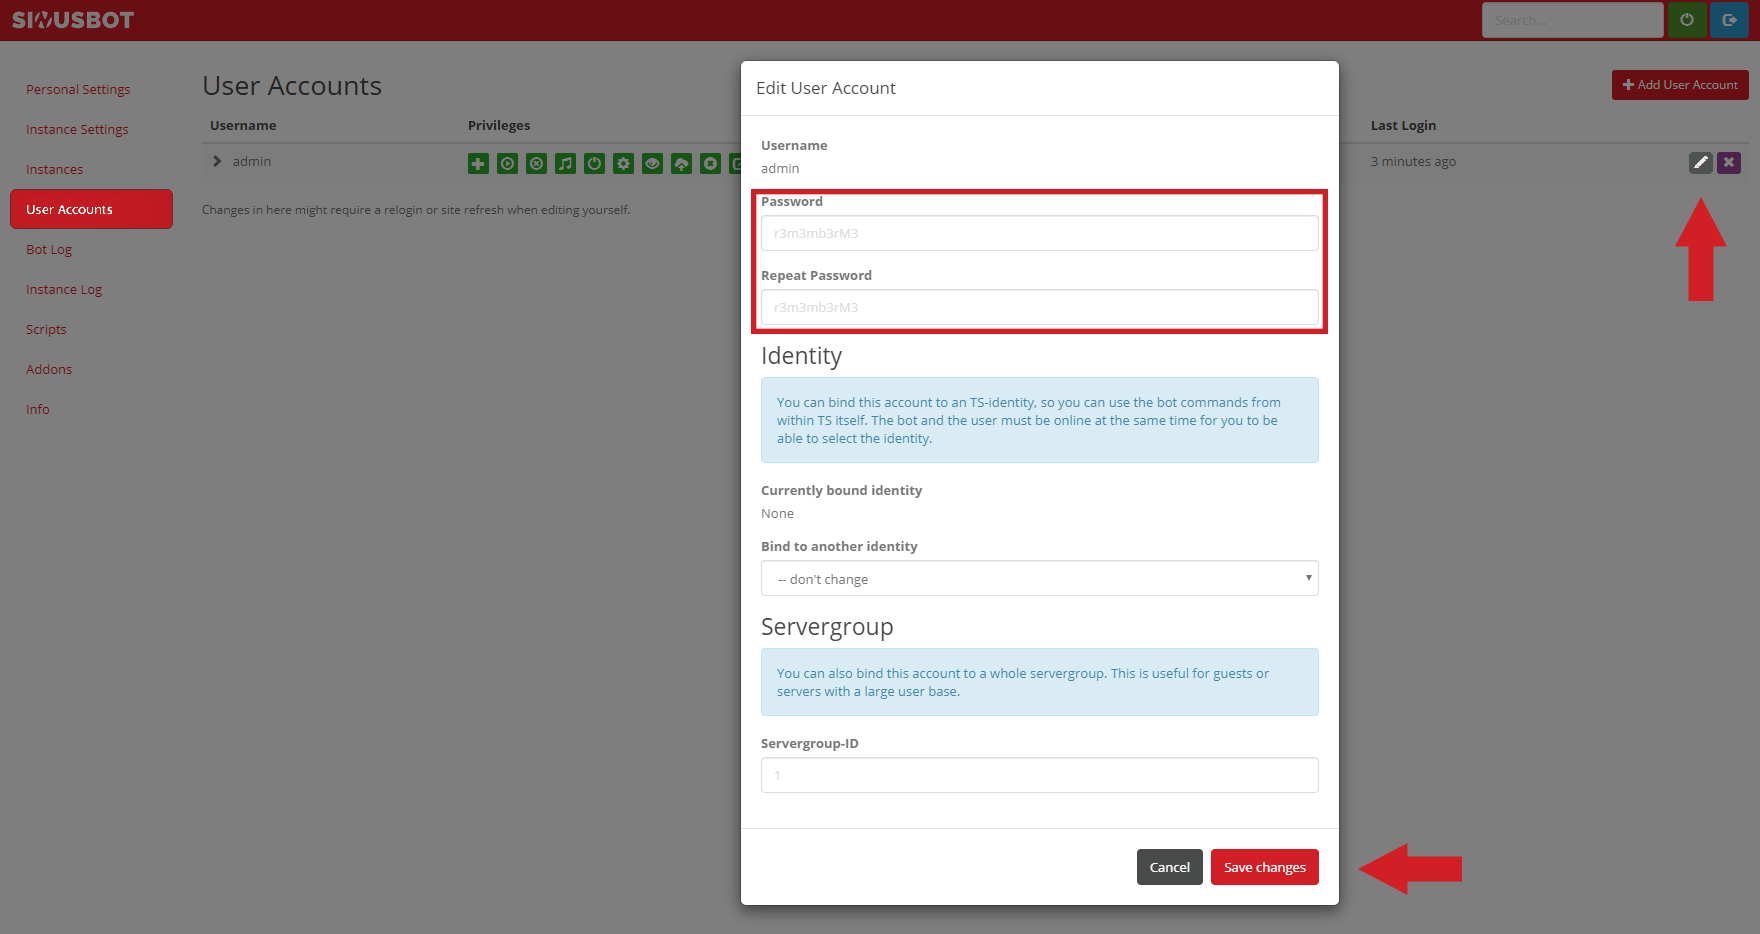 SINUSBOT
Search...
Personal Settings
Instance Settings
Instances
User Accounts
Bot Log
Instance Log
Scripts
Addons
Info
User Accounts
Add User Account
Username Privileges Last Login
admin 3 minutes ago
Changes in here might require a relogin or site refresh when editing yourself.
Edit User Account
Username
admin
Password
r3m3mb3rM3
Repeat Password
r3m3mb3rM3
Identity
You can bind this account to an TS-identity, so you can use the bot commands from
within TS itself. The bot and the user must be online at the same time for you to be
able to select the identity.
Currently bound identity
None
Bind to another identity
-- don't change
Servergroup
You can also bind this account to a whole servergroup. This is useful for guests or
servers with a large user base.
Servergroup-ID
1
Cancel
Save changes